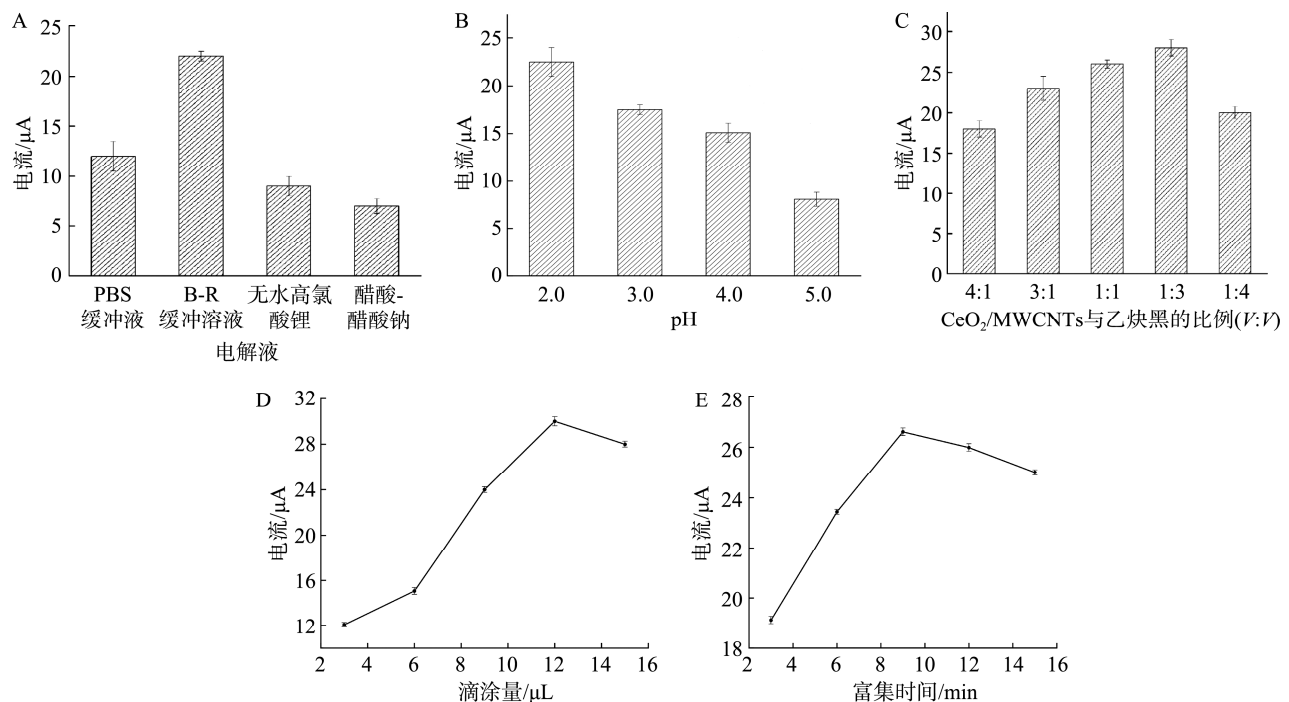 A
25
20
15
10
5
0
电流/μA
PBS
缓冲液
B-R
缓冲溶液
无水高氯
酸锂
醋酸-
醋酸钠
电解液
B
25
20
15
10
5
0
电流/μA
2.0 3.0 4.0 5.0
pH
C
30
25
20
15
10
5
0
电流/μA
4:1 3:1 1:1 1:3 1:4
CeO₂/MWCNTs与乙炔黑的比例(V:V)
D
32
28
24
20
16
12
电流/μA
2 4 6 8 10 12 14 16
滴涂量/μL
E
28
26
24
22
20
18
电流/μA
2 4 6 8 10 12 14 16
富集时间/min